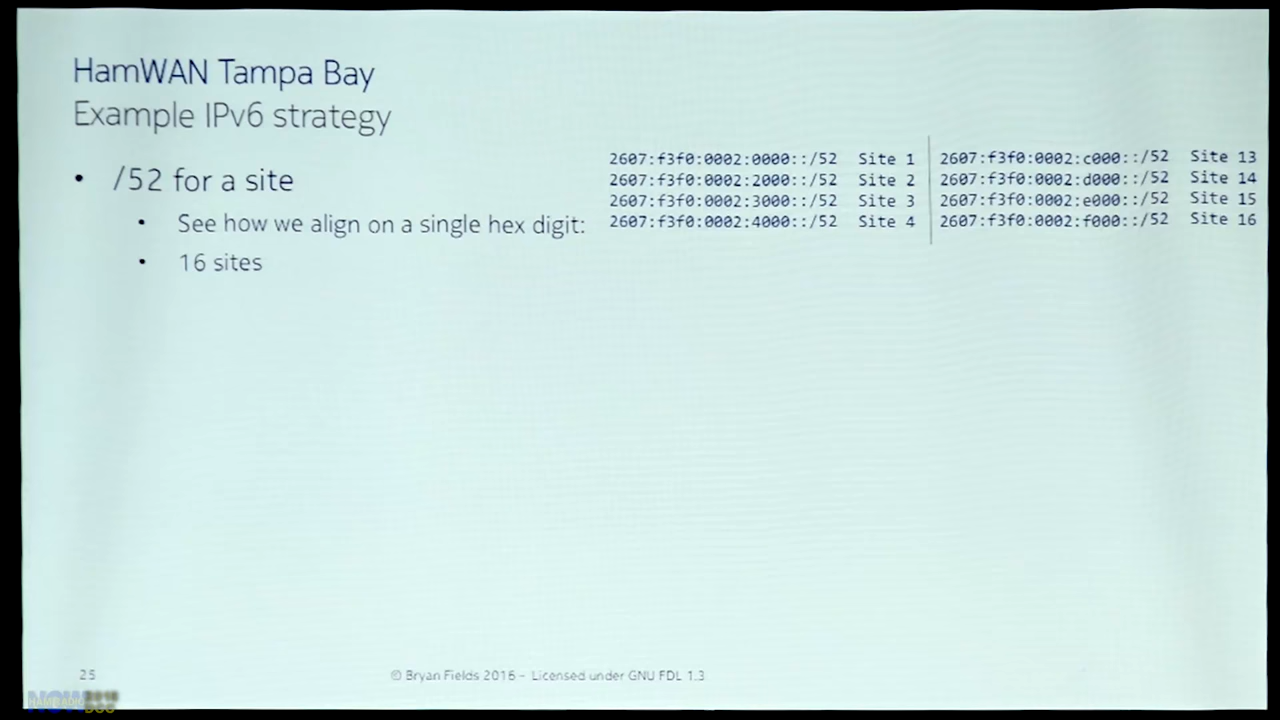 HamWAN Tampa Bay
Example IPv6 strategy
• /52 for a site
• See how we align on a single hex digit:
• 16 sites
2607:f3f0:0002:0000::/52 Site 1
2607:f3f0:0002:2000::/52 Site 2
2607:f3f0:0002:3000::/52 Site 3
2607:f3f0:0002:4000::/52 Site 4
2607:f3f0:0002:c000::/52 Site 13
2607:f3f0:0002:d000::/52 Site 14
2607:f3f0:0002:e000::/52 Site 15
2607:f3f0:0002:f000::/52 Site 16
25
© Bryan Fields 2016 – Licensed under GNU FDL 1.3